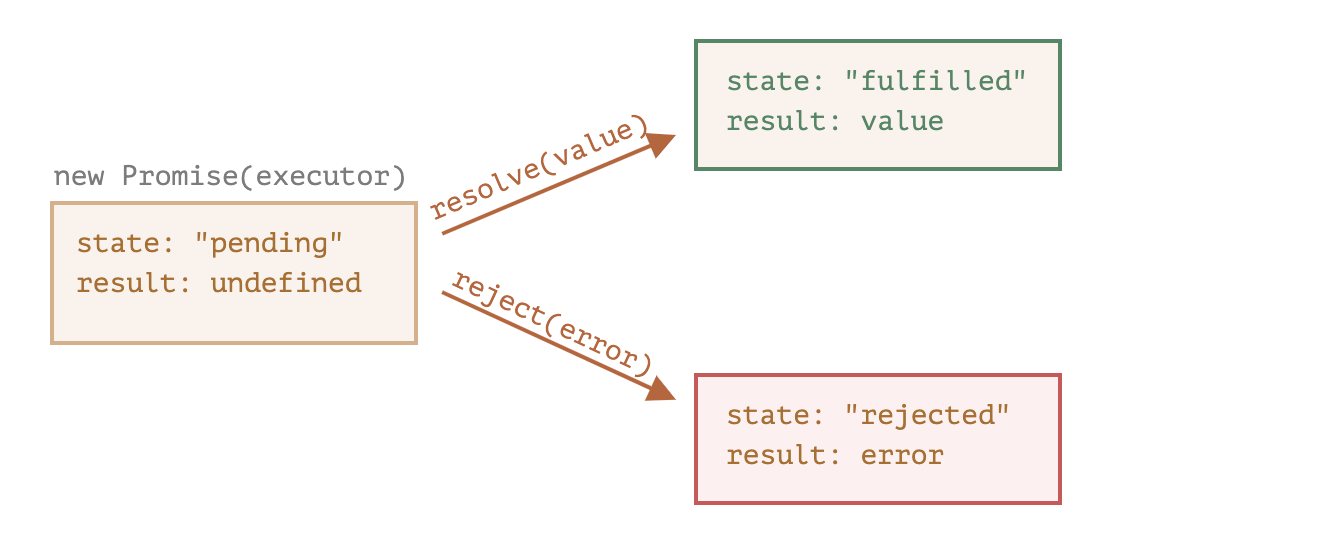 new Promise(executor)
state: "pending"
result: undefined
resolve(value)
reject(error)
state: "fulfilled"
result: value
state: "rejected"
result: error